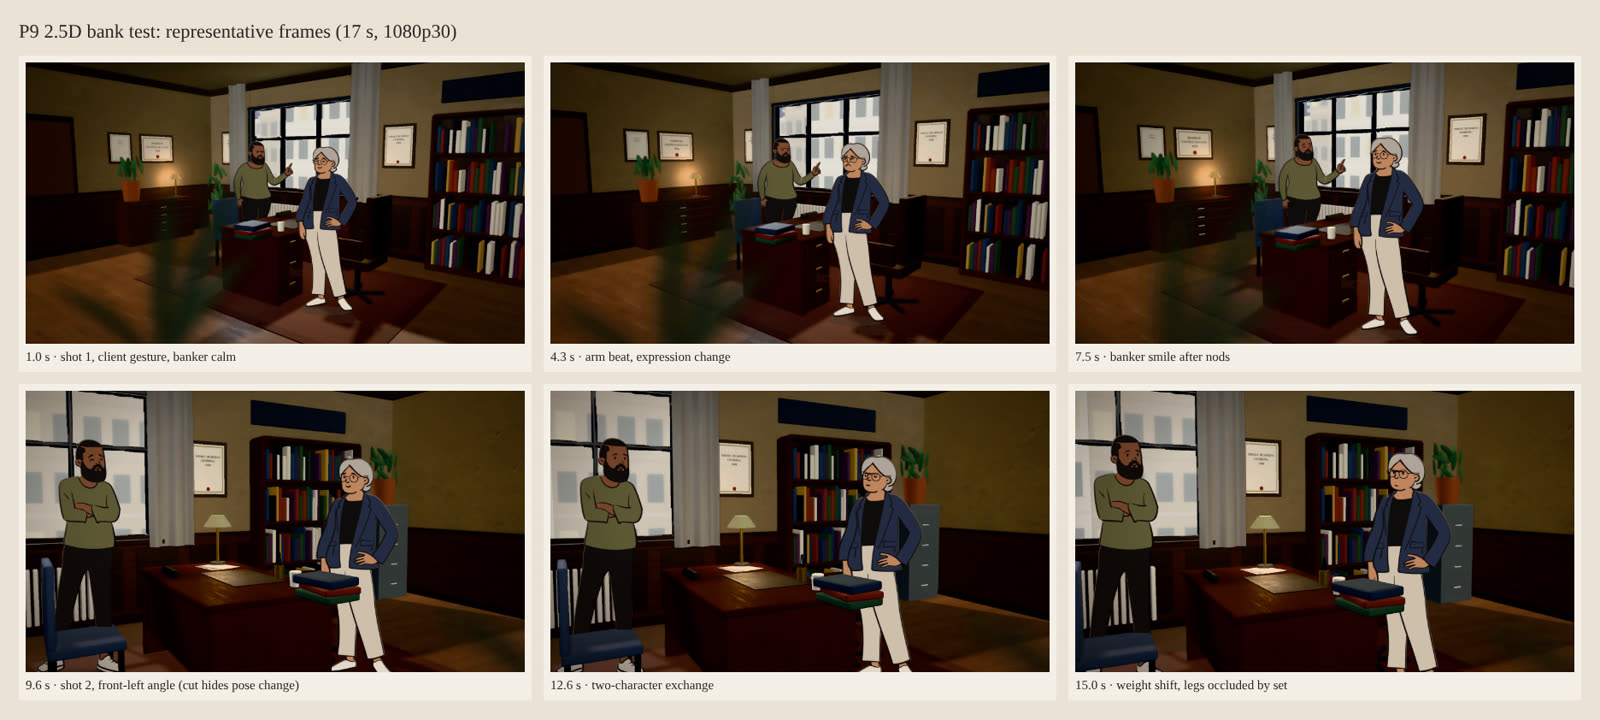 P9 2.5D bank test: representative frames (17 s, 1080p30)
1.0 s · shot 1, client gesture, banker calm
4.3 s · arm beat, expression change
7.5 s · banker smile after nods
9.6 s · shot 2, front-left angle (cut hides pose change)
12.6 s · two-character exchange
15.0 s · weight shift, legs occluded by set